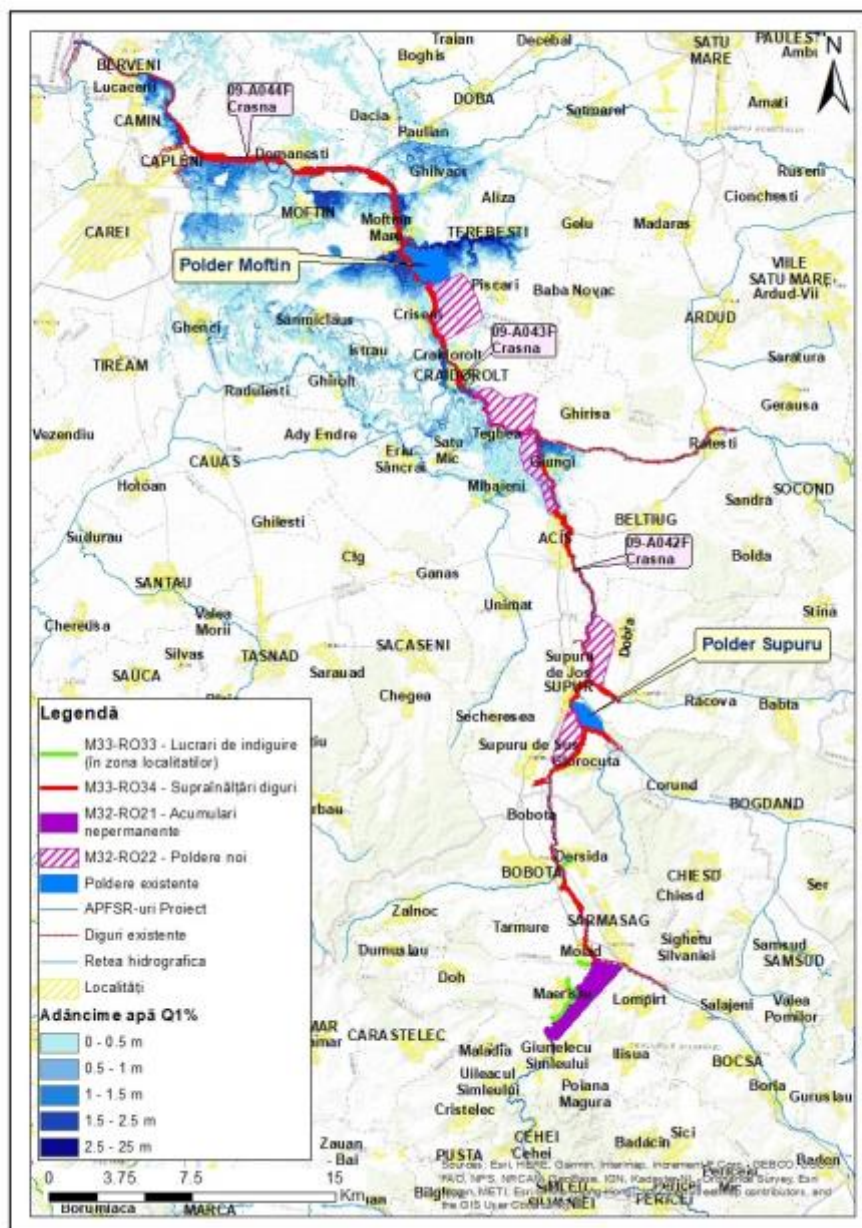 Traian
Decebal
Boghis
SATU
MARE
N
BERVENI
Lucaceni
DOBA
Amati
CAMIN
09-A044F
Crasna
Dacia
Paulian
Satmarel
CAPLENI
Domanesti
Ghilvaci
Ruseni
Cionchesti
Aliza
MOFTIN
Moftinu
Mare
TEREBESTI
Gelu
Madaras
CAREI
Polder Moftin
Piscari
Baba Novac
VIILE
SATU MARE
Ardud-Vii
ARDUD
Ghenci
Sanmiclaus
09-A043F
Crasna
TIREAM
Istrau
Craidorolt
CRAIDOROLT
Saratura
Radulesti
Ghirolt
Ghirisa
Gerausa
Vezendiu
Ady Endre
Satu
Mic
Teghea
Ratesti
CAUAS
Eriu
Sâncrai
Giungi
Hotoan
Mihaieni
SOCOND
Sandra
Ghilesti
BELTIUG
Sudurau
ACIS
09-A042F
Crasna
Bolda
Ganas
SANTAU
Unimat
Stina
Chereusa
Valea
Morii
Dobra
Silvas
TASNAD
SACASENI
Polder Supuru
SAUCA
Sarauad
Supuru
de Jos
SUPUR
Chegea
Racova
Babta
Secheresea
Legendă
M33-RO33 - Lucrari de indiguire
(în zona localitatilor)
M33-RO34 - Supraînălțări diguri
M32-RO21 - Acumulari
nepermanente
M32-RO22 - Poldere noi
Poldere existente
APFSR-uri Proiect
Diguri existente
Retea hidrografica
Localități
Adâncime apă Q1%
0 - 0.5 m
0.5 - 1 m
1 - 1.5 m
1.5 - 2.5 m
2.5 - 25 m
Supuru de Sus
Corund
BOGDAND
Bobota
Dersida
BOBOTA
CHIESD
Chiesd
Ser
Zalnoc
Tarmure
SARMASAG
Dumuslau
Moiad
Sighetu
Silvaniei
Samsud
SAMSUD
Doh
Lompirt
Salajeni
Valea
Pomilor
CARASTELEC
Maladia
Giurtelecu
Simleului
Ilisua
BOCSA
Uileacul
Simleului
Poiana
Magura
Borla
Guruslau
Cristelec
CEHEI
Cehei
Badacin
Sici
Zauan
- Bai
PUSTA
0 3.75 7.5 15
Km
Borumlaca
MARCA